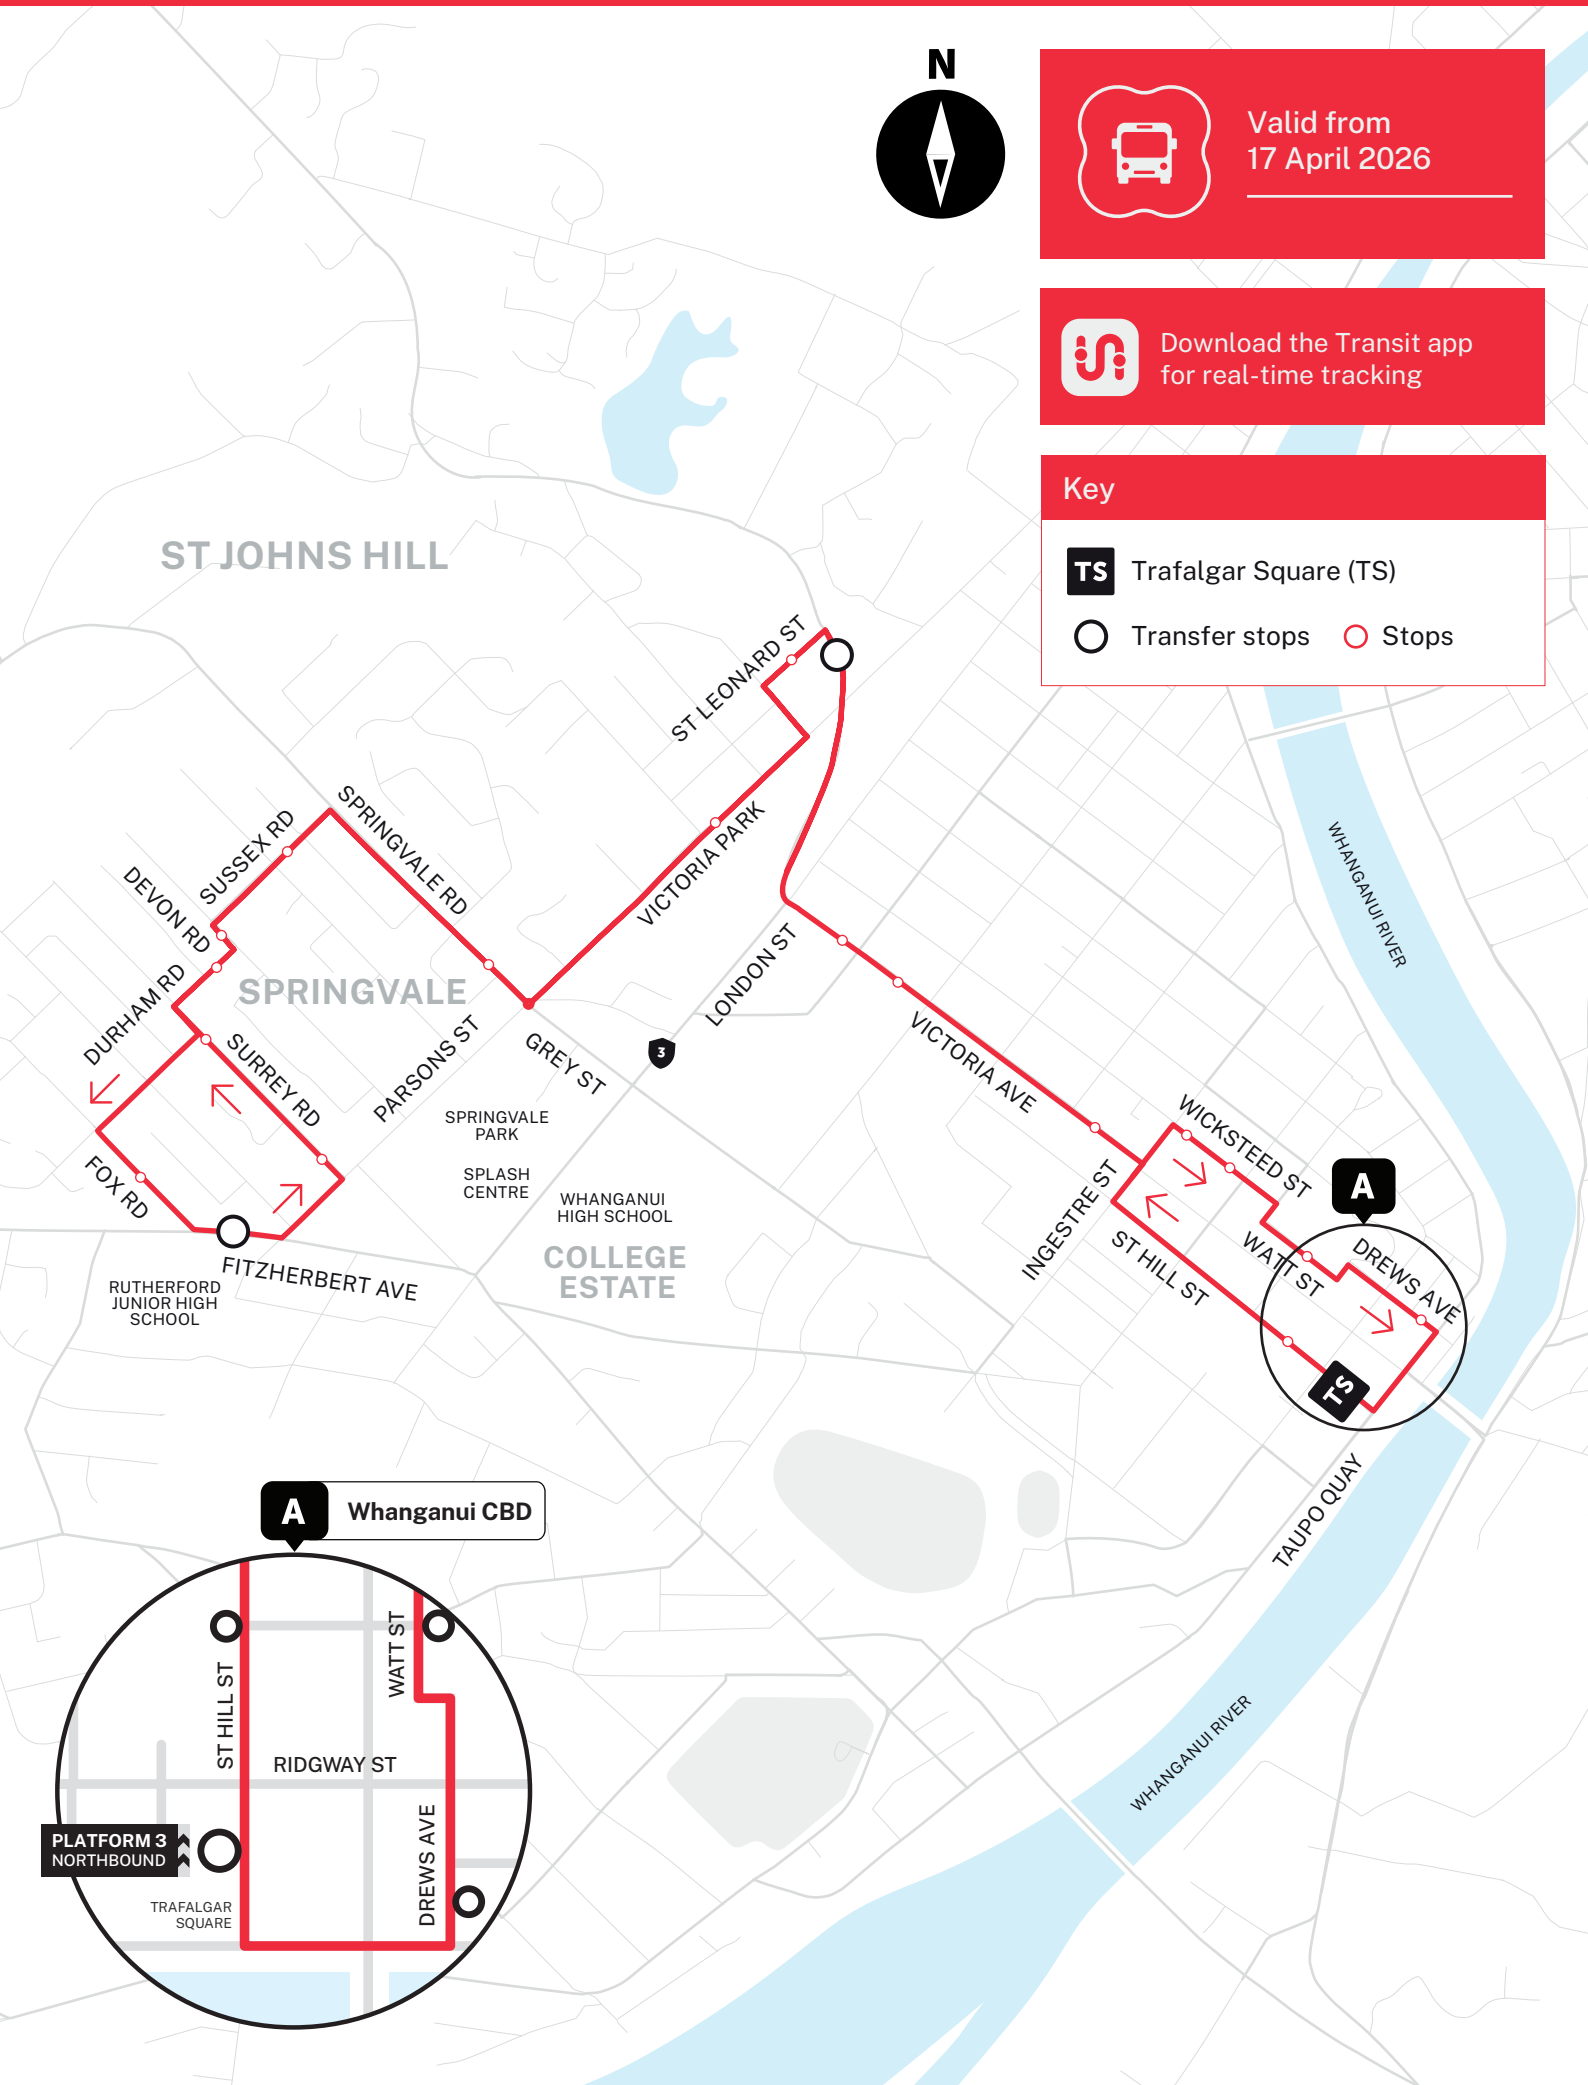 N
Valid from
17 April 2026
Download the Transit app
for real-time tracking
Key
TS Trafalgar Square (TS)
Transfer stops
Stops
ST JOHNS HILL
ST LEONARD ST
SPRINGVALE RD
SUSSEX RD
DEVON RD
VICTORIA PARK
WHANGANUI RIVER
DURHAM RD
SPRINGVALE
LONDON ST
SURREY RD
PARSONS ST
GREY ST
3
VICTORIA AVE
SPRINGVALE
PARK
SPLASH
CENTRE
WHANGANUI
HIGH SCHOOL
COLLEGE
ESTATE
FOX RD
FITZHERBERT AVE
RUTHERFORD
JUNIOR HIGH
SCHOOL
INGESTRE ST
WICKSTEED ST
ST HILL ST
WATT ST
A
DREWS AVE
TS
TAUPO QUAY
WHANGANUI RIVER
A
Whanganui CBD
ST HILL ST
WATT ST
RIDGWAY ST
DREWS AVE
PLATFORM 3
NORTHBOUND
TRAFALGAR
SQUARE